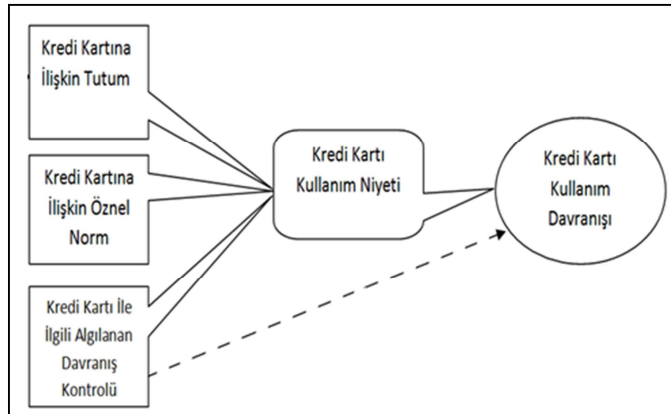 Kredi Kartına
İlişkin Tutum
Kredi Kartına
İlişkin Öznel
Norm
Kredi Kartı İle
İlgili Algılanan
Davranış
Kontrolü
Kredi Kartı
Kullanım Niyeti
Kredi Kartı
Kullanım
Davranışı